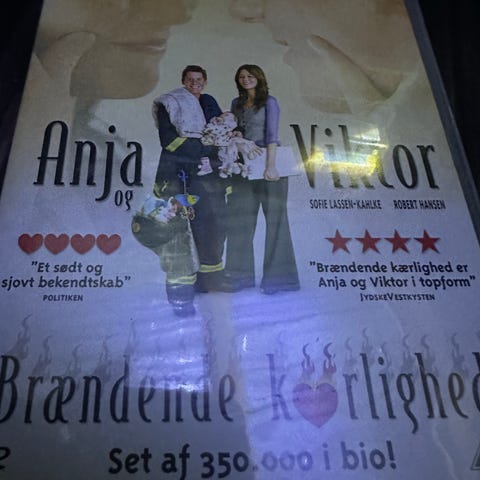 Anja
og
Viktor
SOFIE LASSEN-KAHLKE ROBERT HANSEN
"Et sødt og
sjovt bekendtskab"
POLITIKEN
"Brændende kærlighed er
Anja og Viktor i topform"
JYDSKEVESTKYSTEN
Brændende kærlighed
Set af 350.000 i bio!